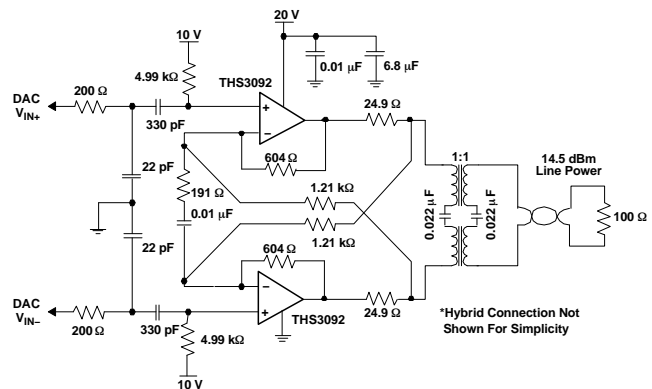 20 V
10 V
0.01 µF
6.8 µF
4.99 kΩ
THS3092
DAC
VIN+
200 Ω
24.9 Ω
+
−
330 pF
604 Ω
1:1
14.5 dBm
Line Power
22 pF
191 Ω
1.21 kΩ
0.022 µF
0.022 µF
100 Ω
0.01 µF
1.21 kΩ
22 pF
604 Ω
−
+
24.9 Ω
DAC
VIN−
200 Ω
330 pF
THS3092
*Hybrid Connection Not
Shown For Simplicity
4.99 kΩ
10 V